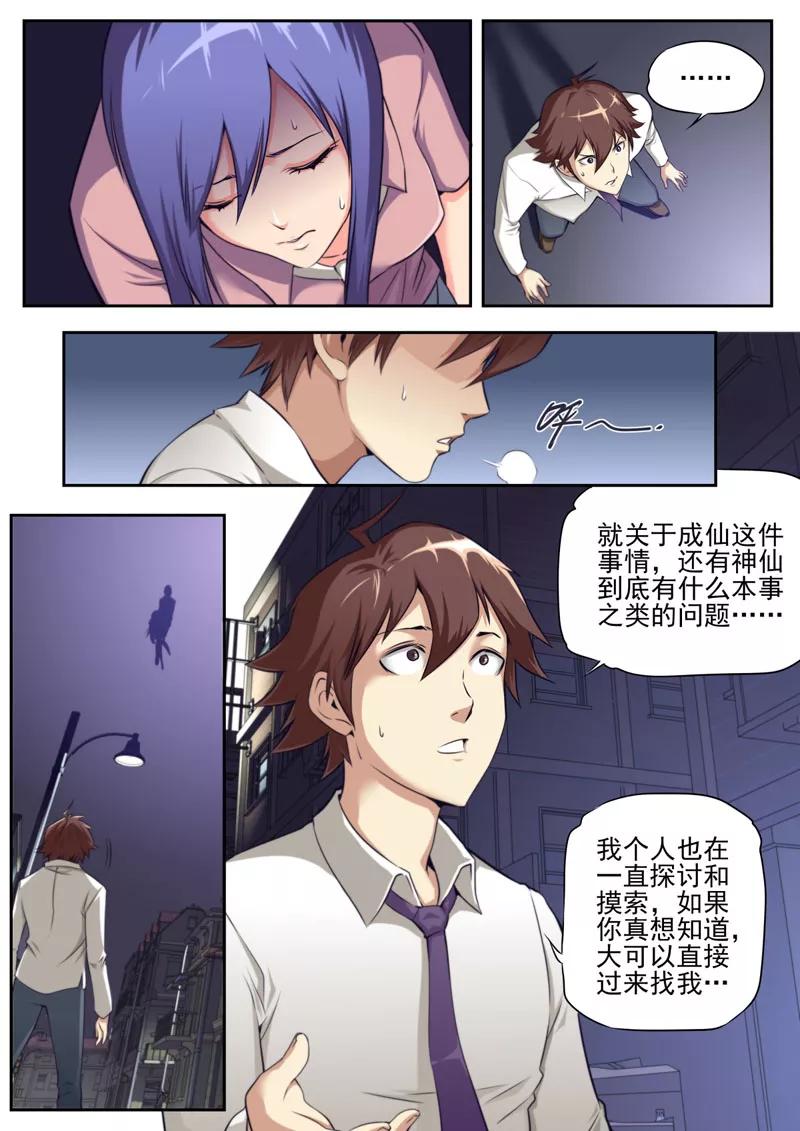 ……
呼～.
就关于成仙这件
事情，还有神仙
到底有什么本事
之类的问题……
我个人也在
一直探讨和
摸索，如果
你真想知道，
大可以直接
过来找我…